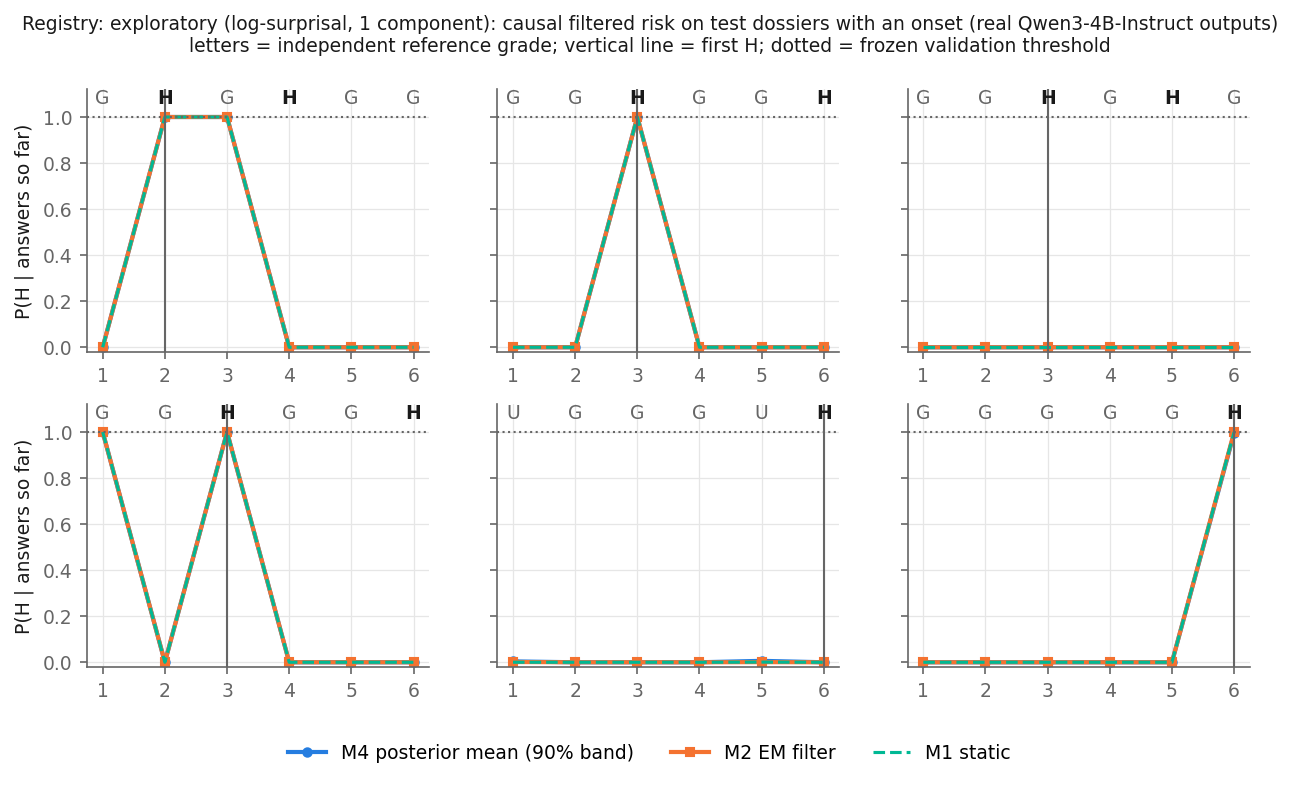 Registry: exploratory (log-surprisal, 1 component): causal filtered risk on test dossiers with an onset (real Qwen3-4B-Instruct outputs)
letters = independent reference grade; vertical line = first H; dotted = frozen validation threshold
G H G H G G
G G H G G H
G G H G H G
P(H | answers so far)
1.0
0.8
0.6
0.4
0.2
0.0
1 2 3 4 5 6
1 2 3 4 5 6
1 2 3 4 5 6
G G H G G H
U G G G U H
G G G G G H
P(H | answers so far)
1.0
0.8
0.6
0.4
0.2
0.0
1 2 3 4 5 6
1 2 3 4 5 6
1 2 3 4 5 6
M4 posterior mean (90% band) M2 EM filter M1 static